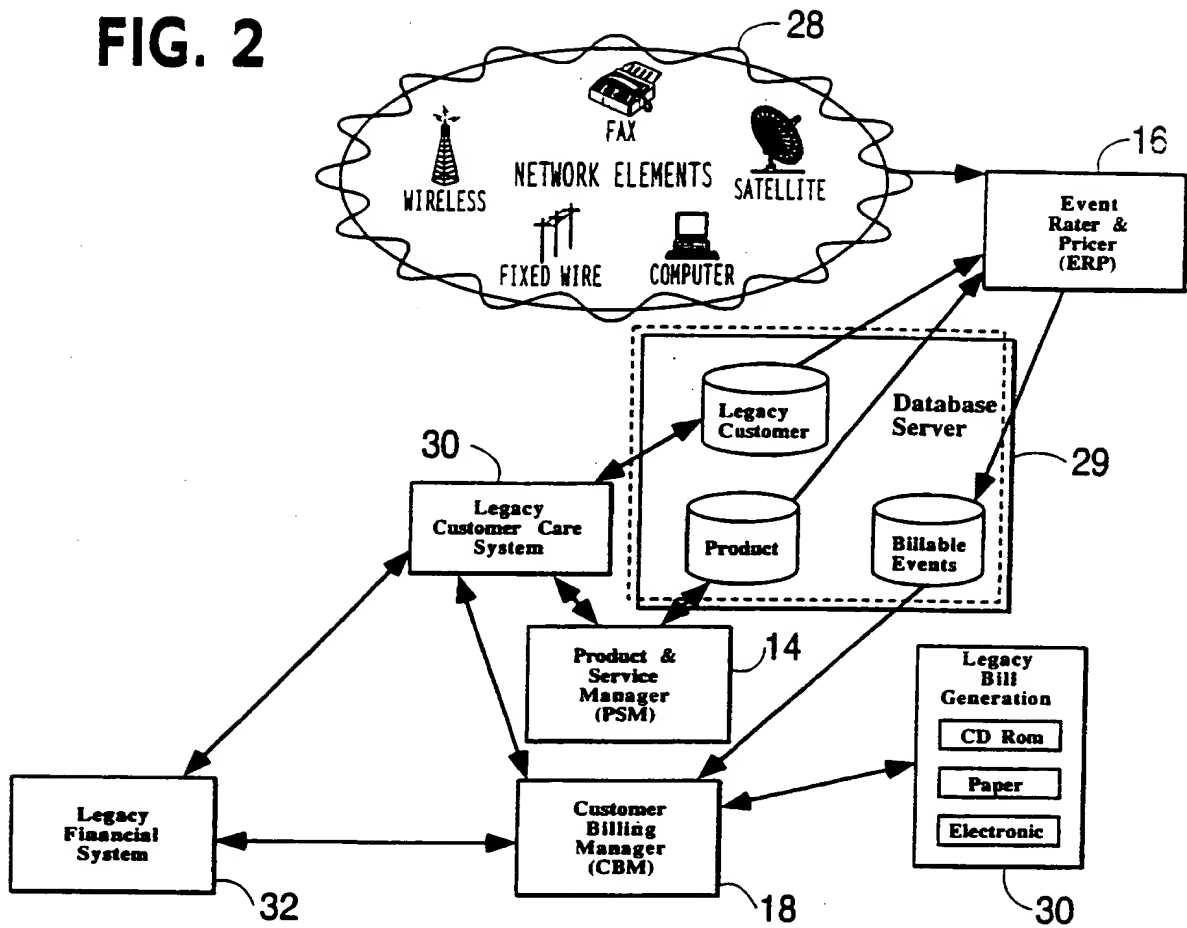 FIG. 2
28
FAX
NETWORK ELEMENTS
WIRELESS
SATELLITE
FIXED WIRE
COMPUTER
16
Event
Rater &
Pricer
(ERP)
Legacy
Customer
Database
Server
29
Product
Billable
Events
30
Legacy
Customer Care
System
Product &
Service
Manager
(PSM)
14
Legacy
Bill
Generation
CD Rom
Paper
Electronic
30
Legacy
Financial
System
32
Customer
Billing
Manager
(CBM)
18